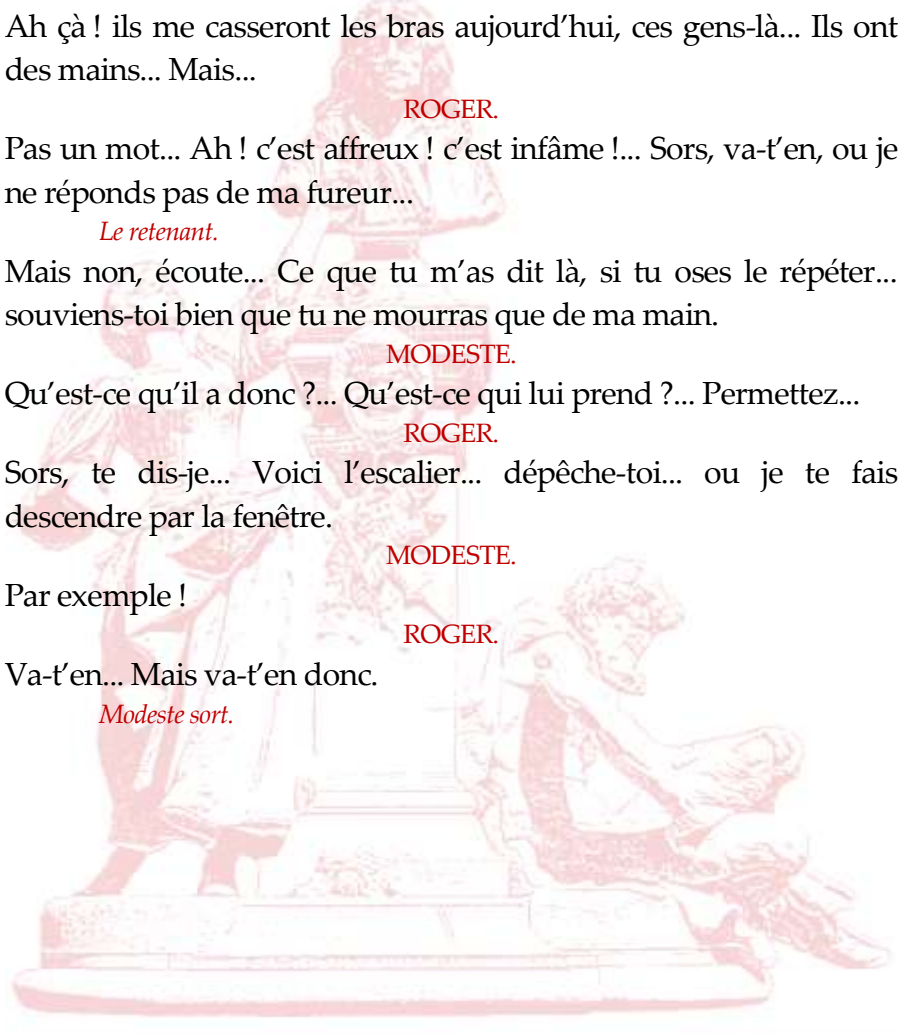 Ah çà ! ils me casseront les bras aujourd’hui, ces gens-là... Ils ont
des mains... Mais...
ROGER.
Pas un mot... Ah ! c’est affreux ! c’est infâme !... Sors, va-t’en, ou je
ne réponds pas de ma fureur...
Le retenant.
Mais non, écoute... Ce que tu m’as dit là, si tu oses le répéter...
souviens-toi bien que tu ne mourras que de ma main.
MODESTE.
Qu’est-ce qu’il a donc ?... Qu’est-ce qui lui prend ?... Permettez...
ROGER.
Sors, te dis-je... Voici l’escalier... dépêche-toi... ou je te fais
descendre par la fenêtre.
MODESTE.
Par exemple !
ROGER.
Va-t’en... Mais va-t’en donc.
Modeste sort.